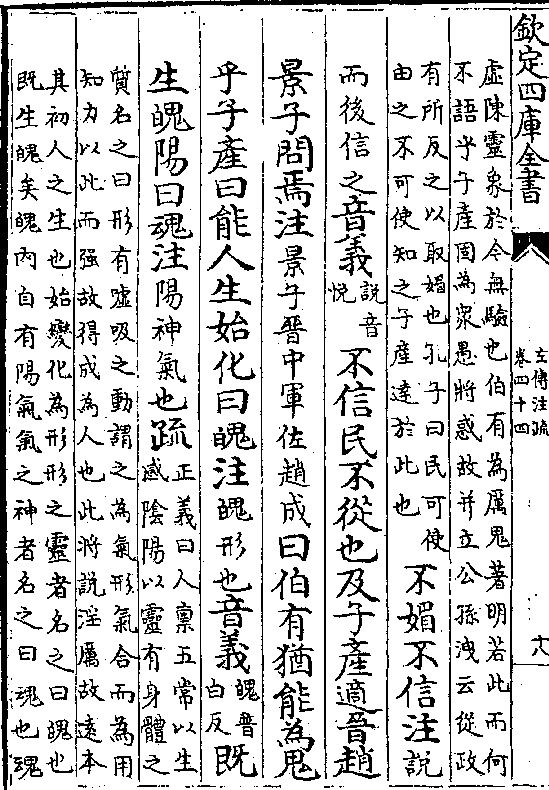 欽定四庫全書
左傳注疏
卷四十四
十八
虛陳靈象於今無驗也伯有為厲鬼著明若此而何
不語乎子產固為衆愚將惑故并立公孫洩云從政
有所反之以取媚也孔子曰民可使
由之不可使知之子產達於此也
不媚不信注說
而後信之音義
說音
悅
不信民不從也及子產適晉趙
景子問焉注景子晉中軍佐趙成曰伯有猶能為鬼
乎子產曰能人生始化曰魄注魄形也音義
魄普
白反
既
生魄陽曰魂注陽神氣也疏
正義曰人稟五常以生
感陰陽以靈有身體之
質名之曰形有噓吸之動謂之為氣形氣合而為用
知力以此而强故得成為人也此將說淫厲故遠本
其初人之生也始變化為形形之靈者名之曰魄也
既生魄矣魄內自有陽氣氣之神者名之曰魂也魂